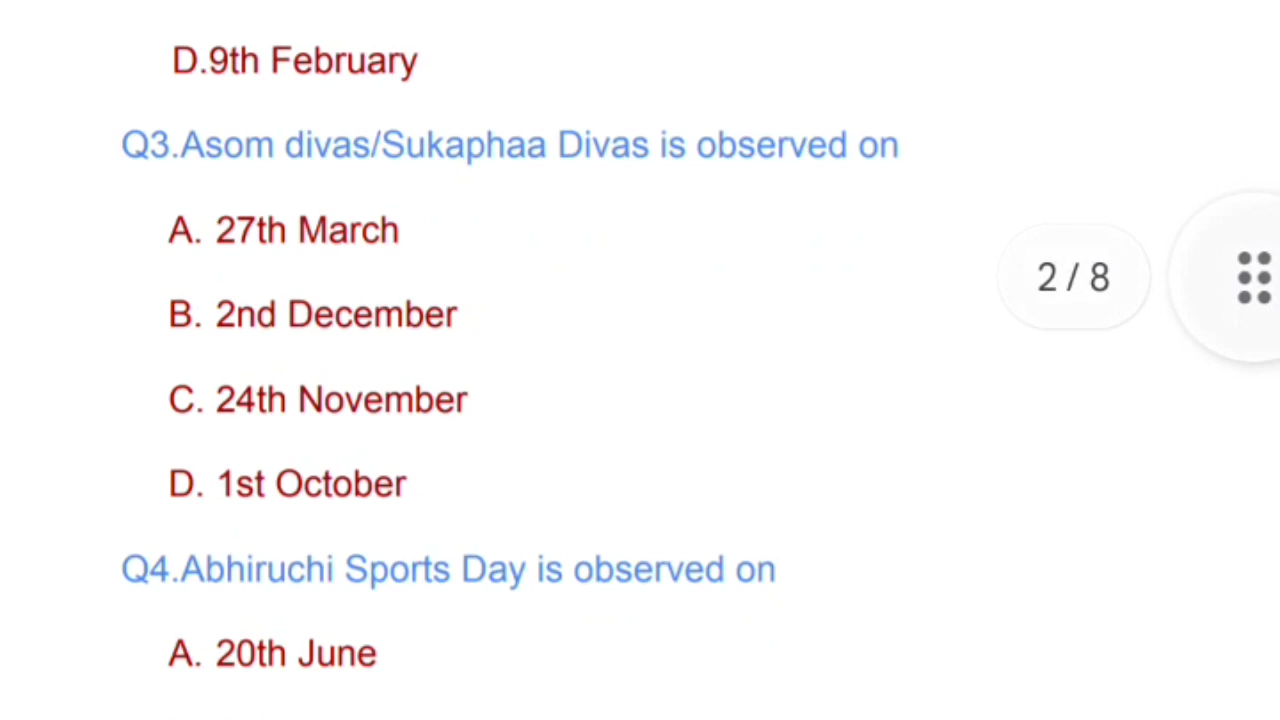 D.9th February
Q3.Asom divas/Sukaphaa Divas is observed on
A. 27th March
2 / 8
B. 2nd December
C. 24th November
D. 1st October
Q4.Abhiruchi Sports Day is observed on
A. 20th June